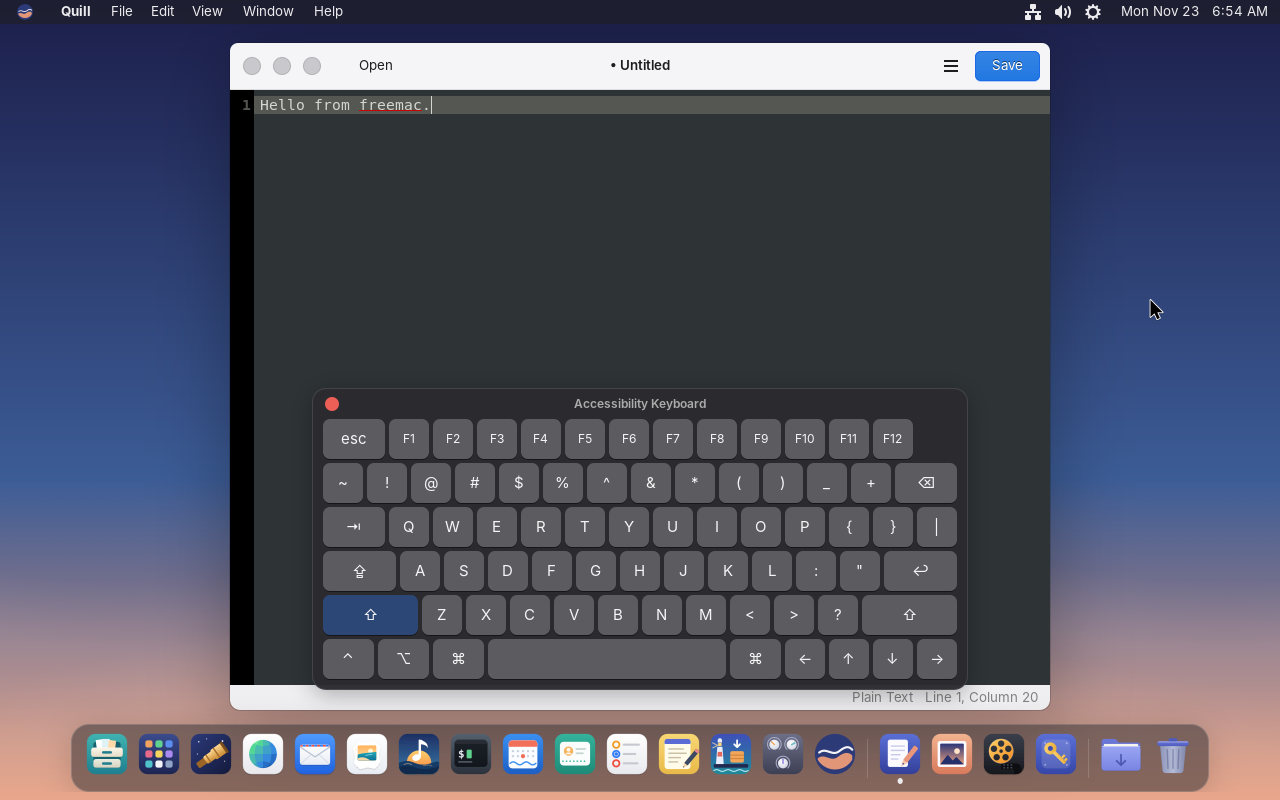 Quill File Edit View Window Help Mon Nov 23 6:54 AM
Open • Untitled Save
1 Hello from freemac.
Accessibility Keyboard
esc F1 F2 F3 F4 F5 F6 F7 F8 F9 F10 F11 F12
~ ! @ # $ % ^ & * ( ) _ + ⌫
⇥ Q W E R T Y U I O P { } |
⇪ A S D F G H J K L : " ↩
⇧ Z X C V B N M < > ? ⇧
^ ⌥ ⌘ ⌘ ← ↑ ↓ →
Plain Text Line 1, Column 20
$